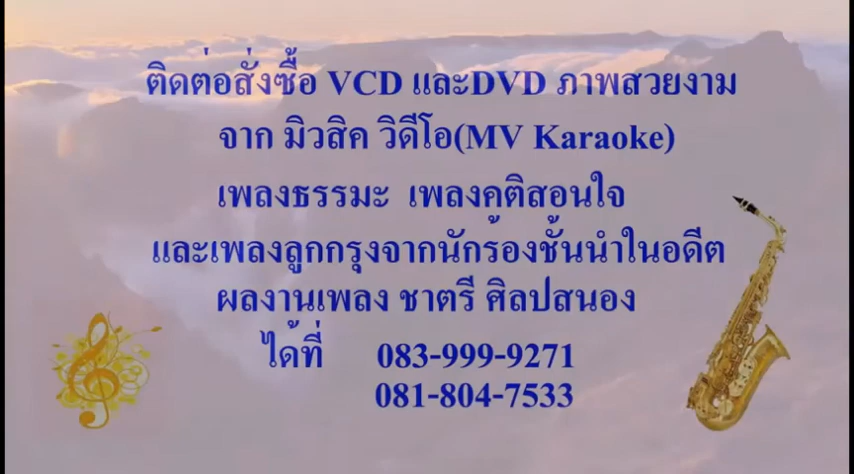 ติดต่อสั่งซื้อ VCD และDVD ภาพสวยงาม
จาก มิวสิค วิดีโอ(MV Karaoke)
เพลงธรรมะ เพลงคติสอนใจ
และเพลงลูกกรุงจากนักร้องชั้นนำในอดีต
ผลงานเพลง ชาตรี ศิลปสนอง
ได้ที่ 083-999-9271
081-804-7533